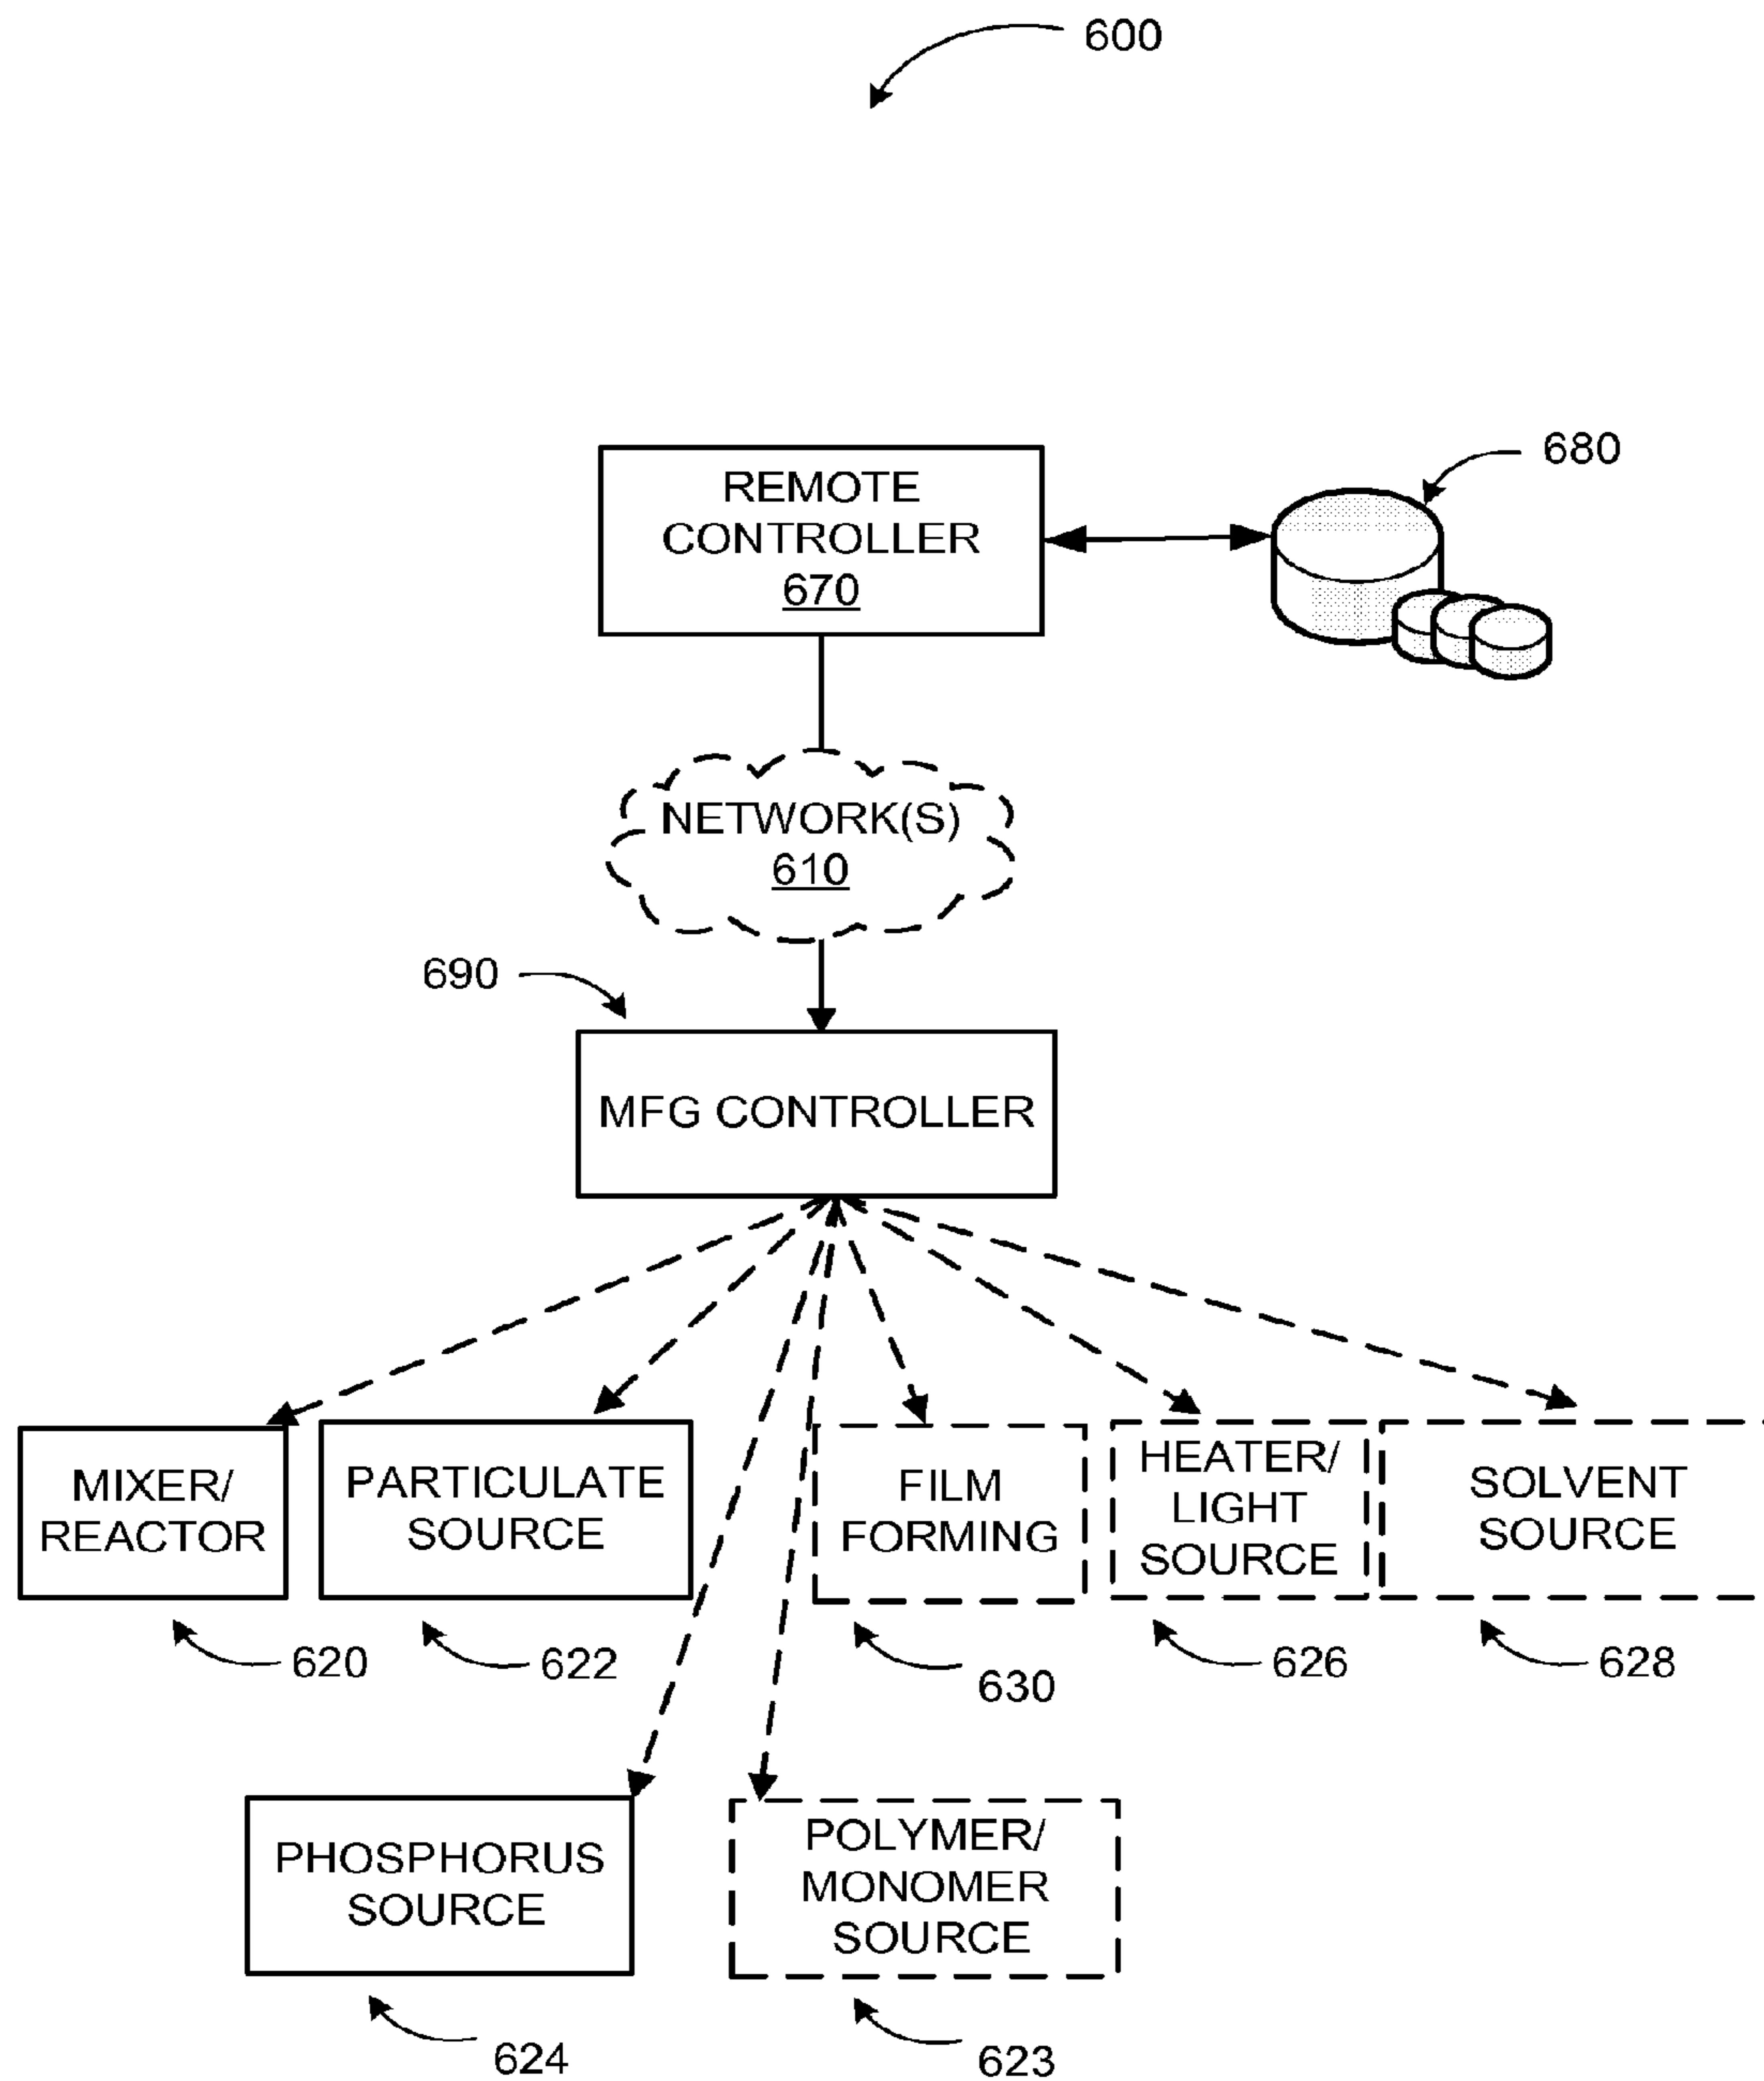 600
REMOTE
CONTROLLER
670
680
NETWORK(S)
610
690
MFG CONTROLLER
MIXER/
REACTOR
PARTICULATE
SOURCE
FILM
FORMING
HEATER/
LIGHT
SOURCE
SOLVENT
SOURCE
620
622
630
626
628
PHOSPHORUS
SOURCE
POLYMER/
MONOMER
SOURCE
624
623